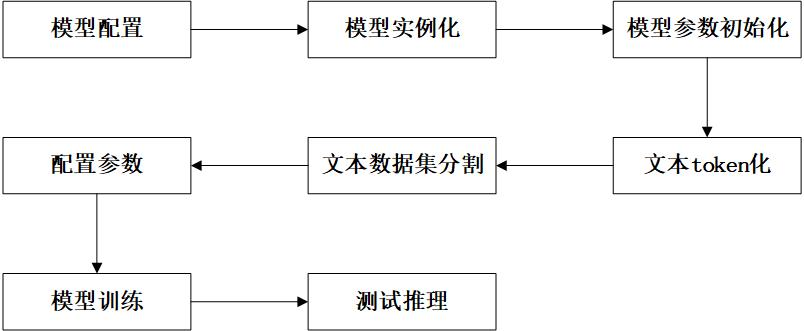 模型配置
模型实例化
模型参数初始化
文本token化
文本数据集分割
配置参数
模型训练
测试推理